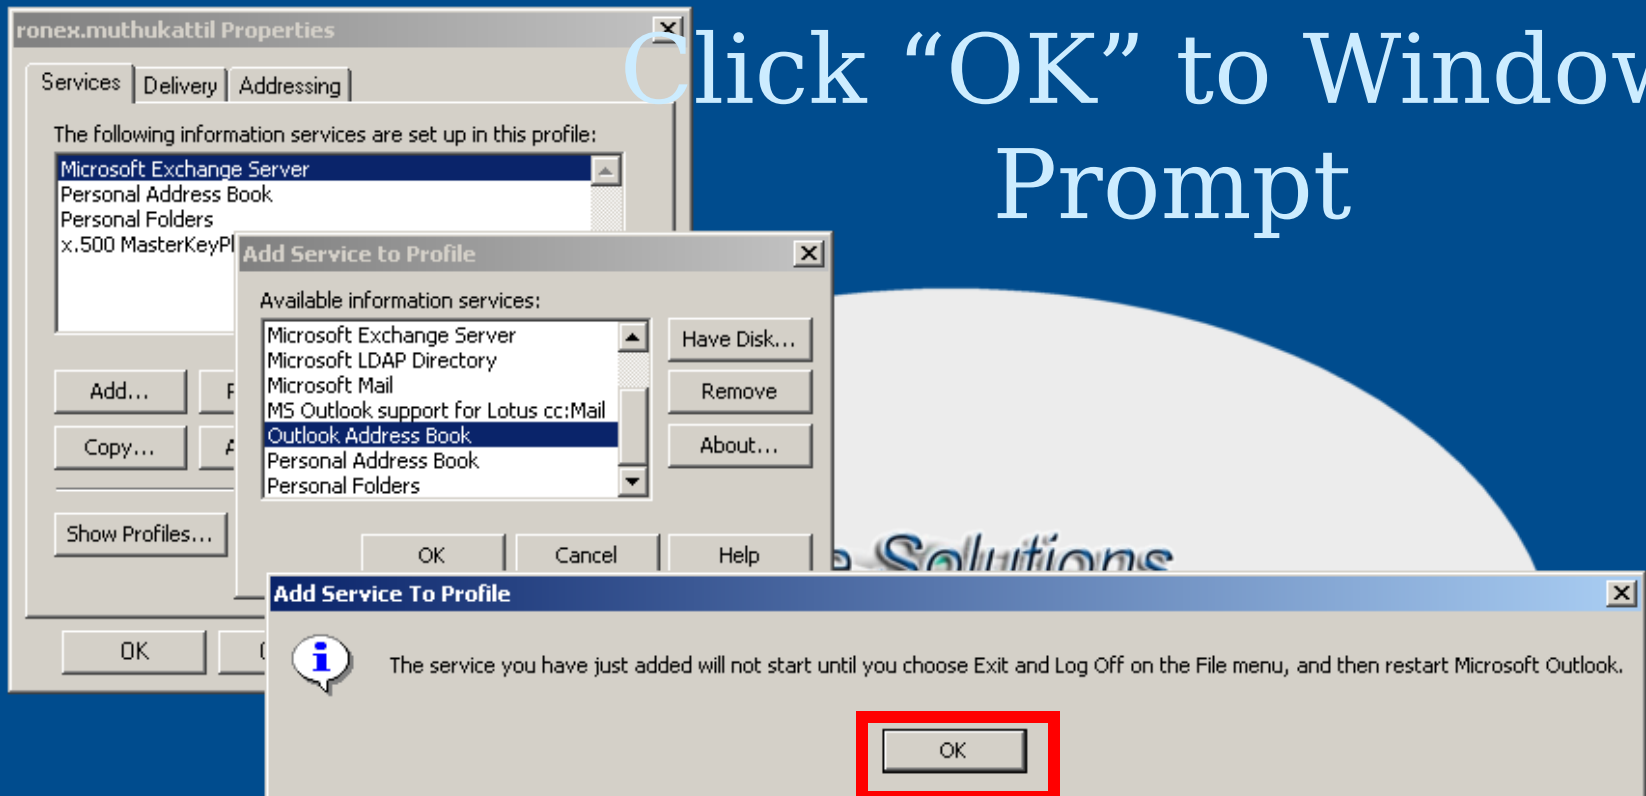 Click “OK” to Window
Prompt
ronex.muthukattil Properties
Services
Delivery
Addressing
The following information services are set up in this profile:
Microsoft Exchange Server
Personal Address Book
Personal Folders
Add...
Copy...
Show Profiles...
OK
Add Service to Profile
Available information services:
Microsoft Exchange Server
Microsoft LDAP Directory
Microsoft Mail
MS Outlook support for Lotus cc:Mail
Outlook Address Book
Personal Address Book
Personal Folders
Have Disk...
Remove
About...
OK
Cancel
Help
Solutions
Add Service To Profile
The service you have just added will not start until you choose Exit and Log Off on the File menu, and then restart Microsoft Outlook.
OK